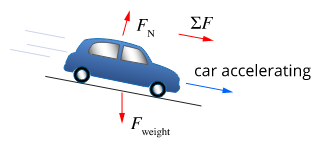 F_N
ΣF
car accelerating
F_weight